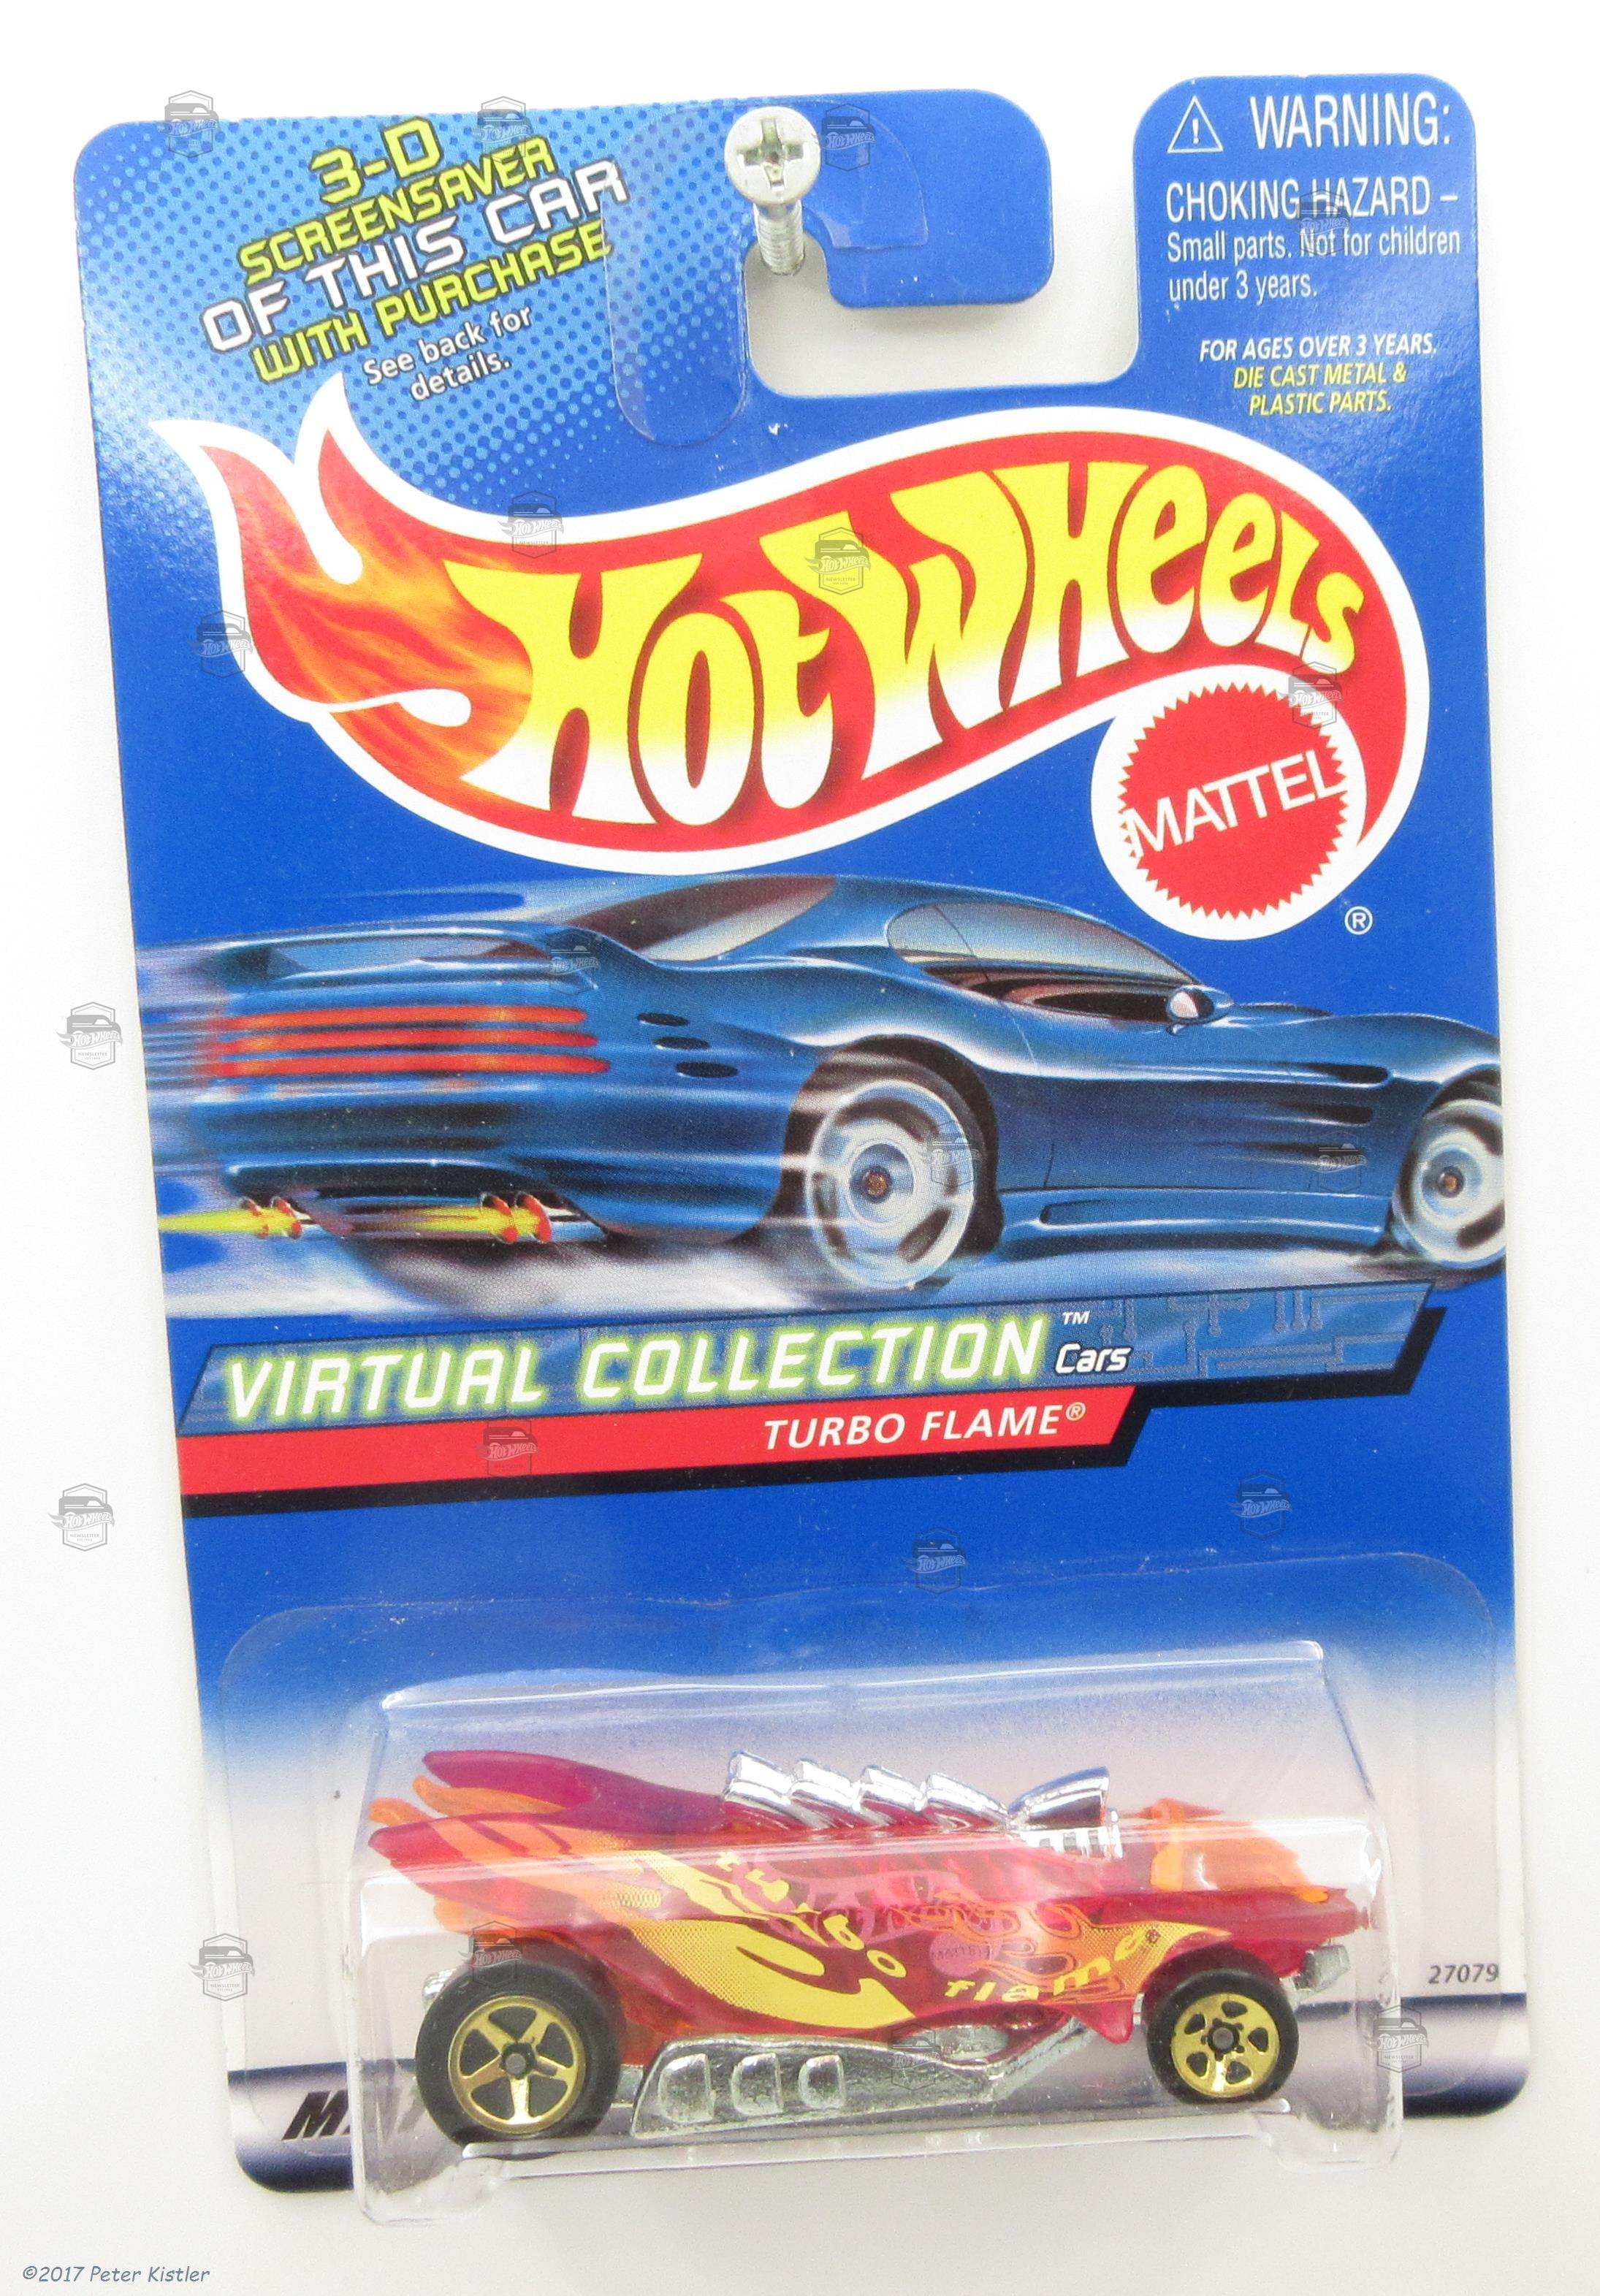 3-D
SCREENSAVER
OF THIS CAR
WITH PURCHASE
See back for
details.
WARNING:
CHOKING HAZARD –
Small parts. Not for children
under 3 years.
FOR AGES OVER 3 YEARS.
DIE CAST METAL &
PLASTIC PARTS.
HOT WHEELS
MATTEL
®
VIRTUAL COLLECTION™
Cars
TURBO FLAME®
turbo
flame
27079
©2017 Peter Kistler